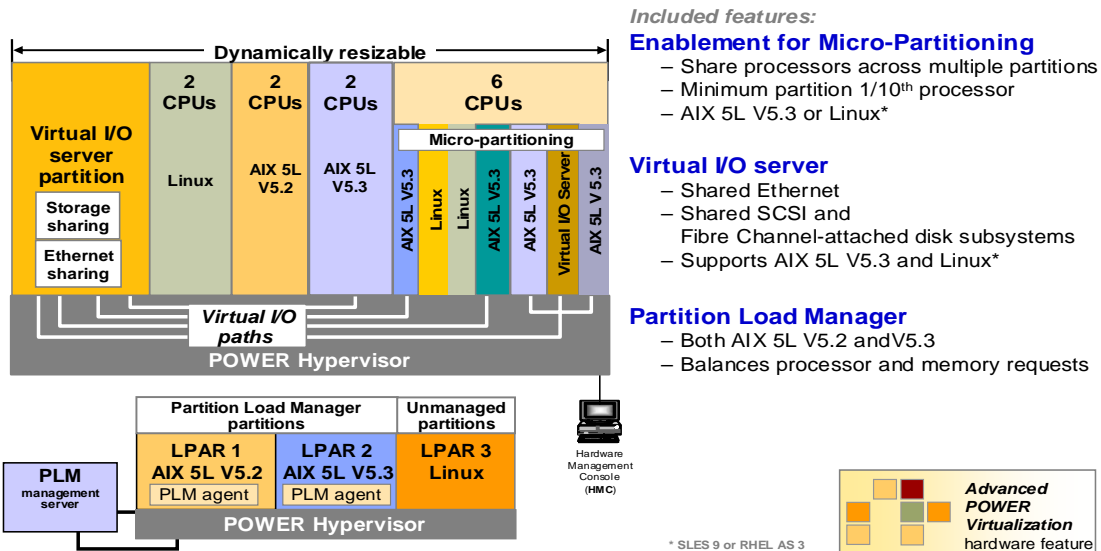 Dynamically resizable
Virtual I/O
server
partition
Storage
sharing
Ethernet
sharing
2
CPUs
Linux
2
CPUs
AIX 5L
V5.2
2
CPUs
AIX 5L
V5.3
6
CPUs
Micro-partitioning
AIX 5L V5.3
Linux
Linux
AIX 5L V5.3
AIX 5L V5.3
Virtual I/O Server
AIX 5L V 5.3
Virtual I/O
paths
POWER Hypervisor
Included features:
Enablement for Micro-Partitioning
– Share processors across multiple partitions
– Minimum partition 1/10th processor
– AIX 5L V5.3 or Linux*
Virtual I/O server
– Shared Ethernet
– Shared SCSI and
Fibre Channel-attached disk subsystems
– Supports AIX 5L V5.3 and Linux*
Partition Load Manager
– Both AIX 5L V5.2 andV5.3
– Balances processor and memory requests
Hardware
Management
Console
(HMC)
Partition Load Manager
partitions
Unmanaged
partitions
LPAR 1
AIX 5L V5.2
PLM agent
LPAR 2
AIX 5L V5.3
PLM agent
LPAR 3
Linux
PLM
management
server
POWER Hypervisor
* SLES 9 or RHEL AS 3
Advanced
POWER
Virtualization
hardware feature